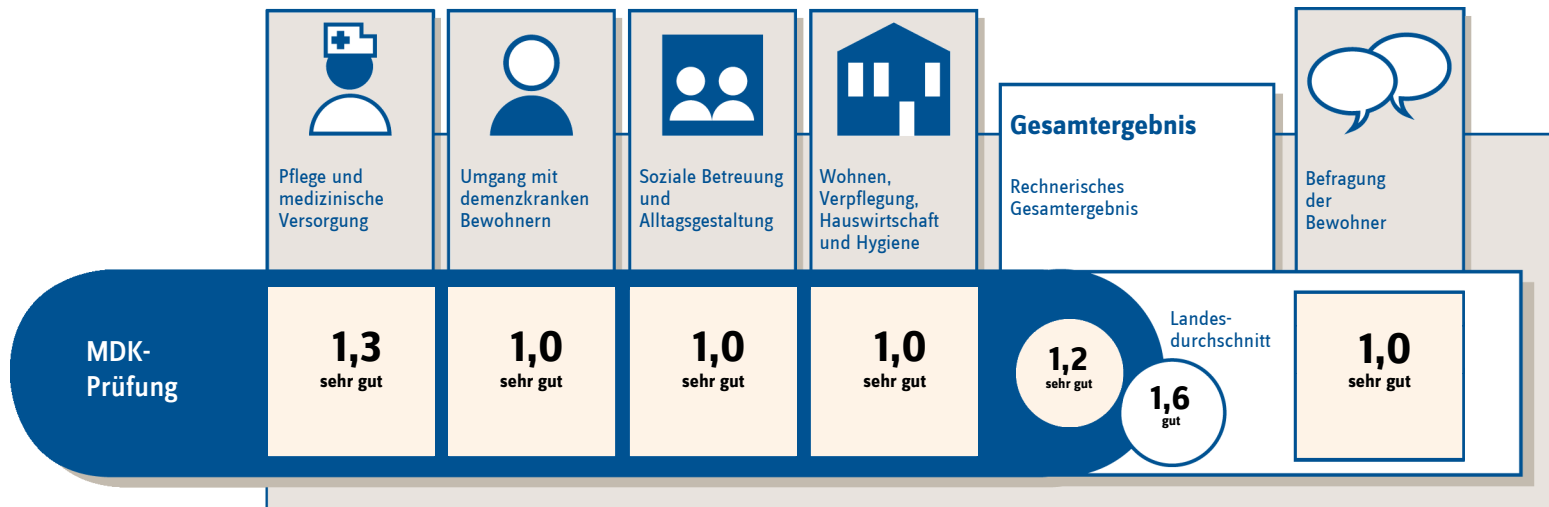 Pflege und
medizinische
Versorgung
Umgang mit
demenzkranken
Bewohnern
Soziale Betreuung
und
Alltagsgestaltung
Wohnen,
Verpflegung,
Hauswirtschaft
und Hygiene
Gesamtergebnis
Rechnerisches
Gesamtergebnis
Befragung
der
Bewohner
MDK-
Prüfung
1,3
sehr gut
1,0
sehr gut
1,0
sehr gut
1,0
sehr gut
1,2
sehr gut
Landes-
durchschnitt
1,6
gut
1,0
sehr gut